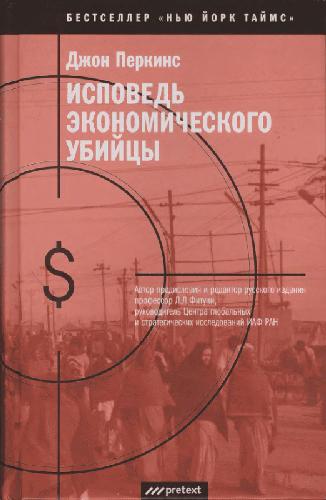 БЕСТСЕЛЛЕР «НЬЮ ЙОРК ТАЙМС»
Джон Перкинс
ИСПОВЕДЬ
ЭКОНОМИЧЕСКОГО
УБИЙЦЫ
$
Автор предисловия и редактор русского издания
профессор Л.Л.Фитуни,
руководитель Центра глобальных
и стратегических исследований ИАФ РАН
pretext